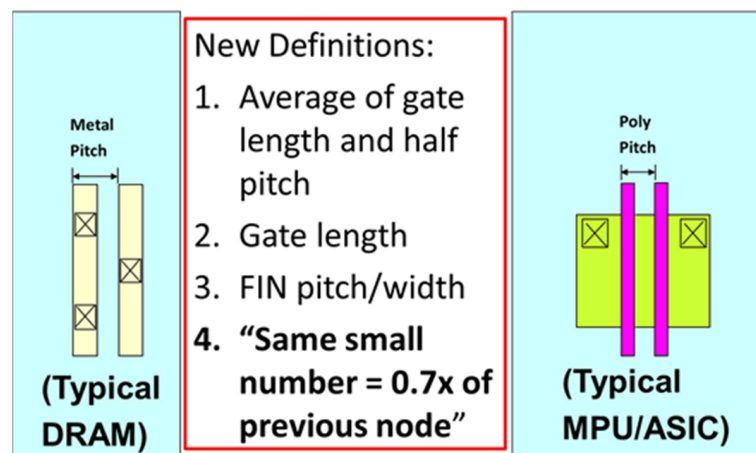 Metal
Pitch
(Typical
DRAM)
New Definitions:
1. Average of gate
length and half
pitch
2. Gate length
3. FIN pitch/width
4. “Same small
number = 0.7x of
previous node”
Poly
Pitch
(Typical
MPU/ASIC)